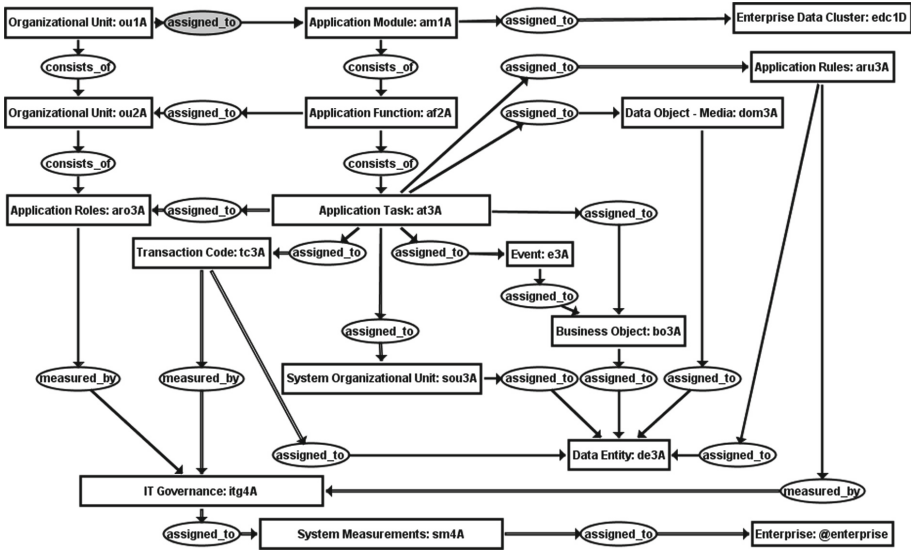 Organizational Unit: ou1A
assigned_to
Application Module: am1A
assigned_to
Enterprise Data Cluster: edc1D
consists_of
consists_of
assigned_to
Application Rules: aru3A
Organizational Unit: ou2A
assigned_to
Application Function: af2A
assigned_to
Data Object - Media: dom3A
consists_of
consists_of
Application Roles: aro3A
assigned_to
Application Task: at3A
assigned_to
Transaction Code: tc3A
assigned_to
assigned_to
Event: e3A
assigned_to
assigned_to
Business Object: bo3A
measured_by
measured_by
System Organizational Unit: sou3A
assigned_to
assigned_to
assigned_to
assigned_to
Data Entity: de3A
assigned_to
IT Governance: itg4A
measured_by
assigned_to
System Measurements: sm4A
assigned_to
Enterprise: @enterprise